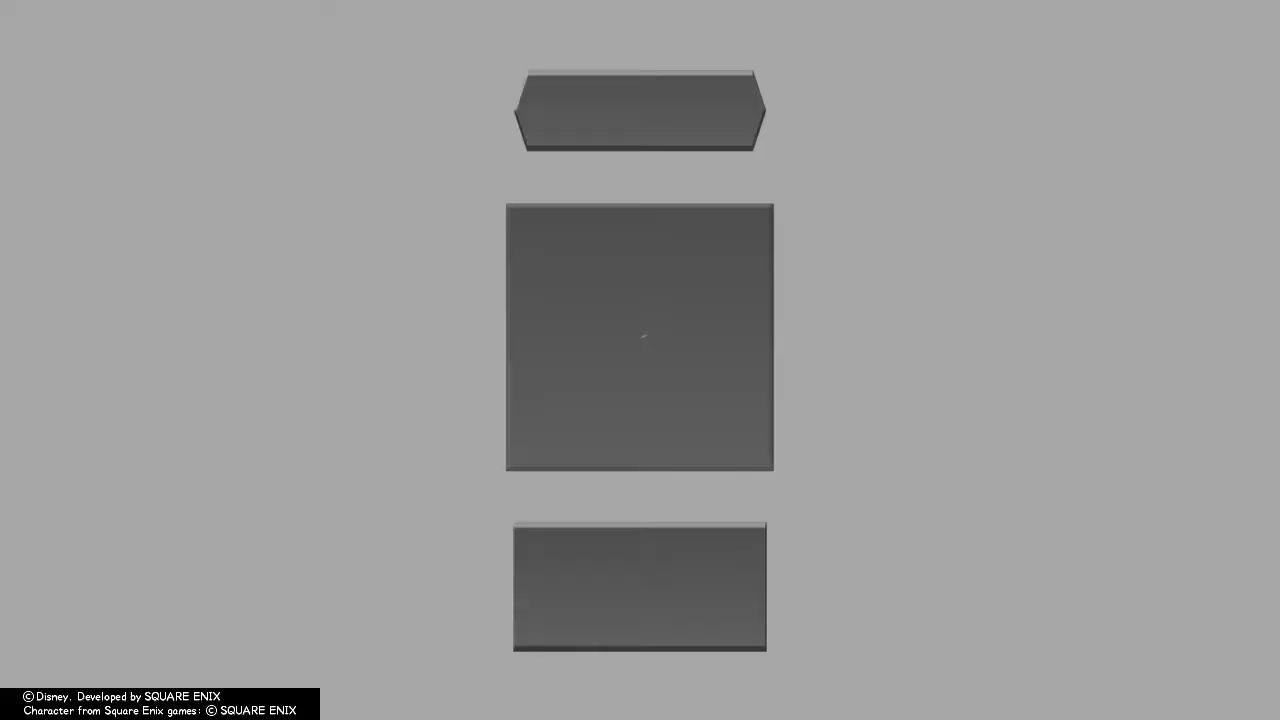 ©Disney. Developed by SQUARE ENIX
Character from Square Enix games: © SQUARE ENIX